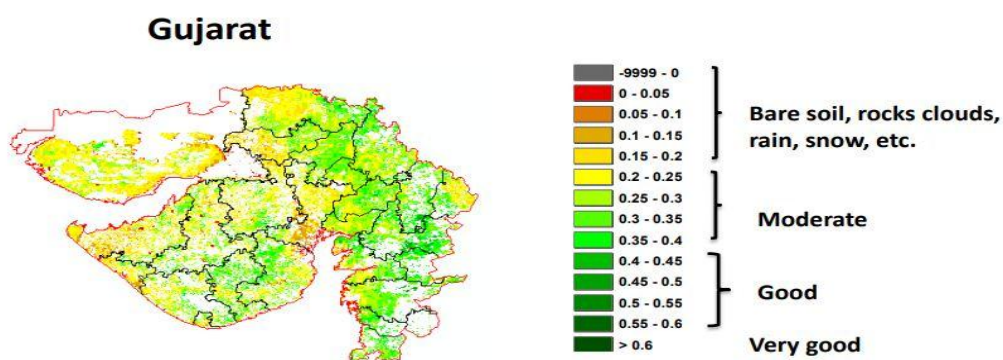 Gujarat
-9999 - 0
0 - 0.05
0.05 - 0.1
0.1 - 0.15
0.15 - 0.2
0.2 - 0.25
0.25 - 0.3
0.3 - 0.35
0.35 - 0.4
0.4 - 0.45
0.45 - 0.5
0.5 - 0.55
0.55 - 0.6
> 0.6
Bare soil, rocks clouds,
rain, snow, etc.
Moderate
Good
Very good